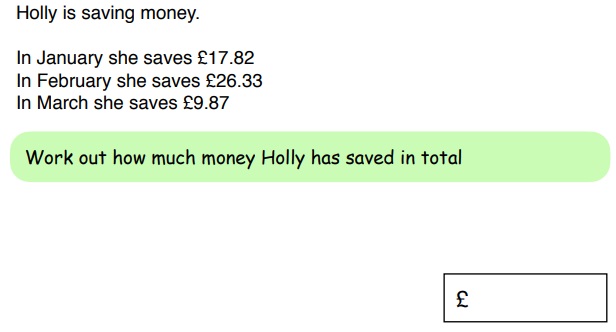 Holly is saving money.
In January she saves £17.82
In February she saves £26.33
In March she saves £9.87
Work out how much money Holly has saved in total
£